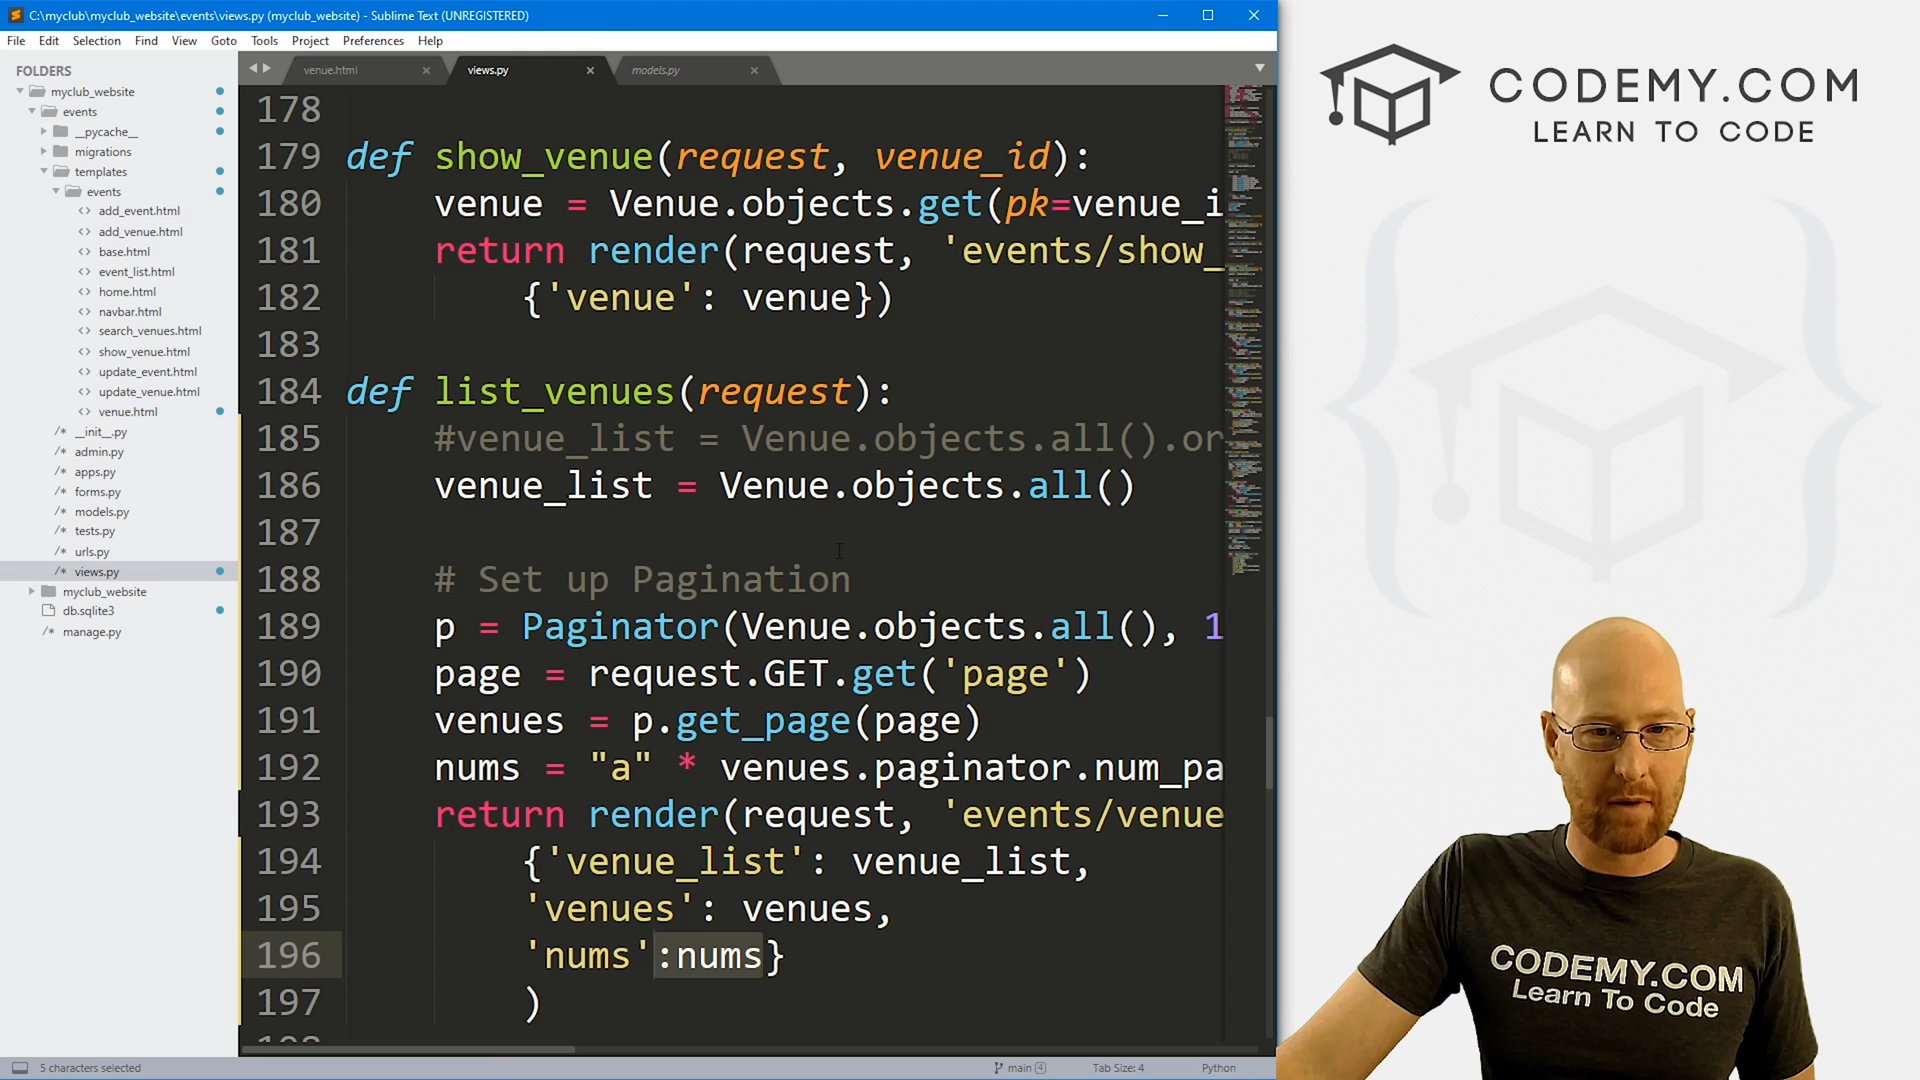 C:\myclub\myclub_website\events\views.py (myclub_website) - Sublime Text (UNREGISTERED)
File Edit Selection Find View Goto Tools Project Preferences Help
FOLDERS
myclub_website
events
__pycache__
migrations
templates
events
add_event.html
add_venue.html
base.html
event_list.html
home.html
navbar.html
search_venues.html
show_venue.html
update_event.html
update_venue.html
venue.html
__init__.py
admin.py
apps.py
forms.py
models.py
tests.py
urls.py
views.py
myclub_website
db.sqlite3
manage.py
venue.html views.py models.py
178
179 def show_venue(request, venue_id):
180 venue = Venue.objects.get(pk=venue_i
181 return render(request, 'events/show_
182 {'venue': venue})
183
184 def list_venues(request):
185 #venue_list = Venue.objects.all().or
186 venue_list = Venue.objects.all()
187
188 # Set up Pagination
189 p = Paginator(Venue.objects.all(), 1
190 page = request.GET.get('page')
191 venues = p.get_page(page)
192 nums = "a" * venues.paginator.num_pa
193 return render(request, 'events/venue
194 {'venue_list': venue_list,
195 'venues': venues,
196 'nums':nums}
197 )
5 characters selected
main 4
Tab Size: 4
Python
CODEMY.COM
LEARN TO CODE
CODEMY.COM
Learn To Code